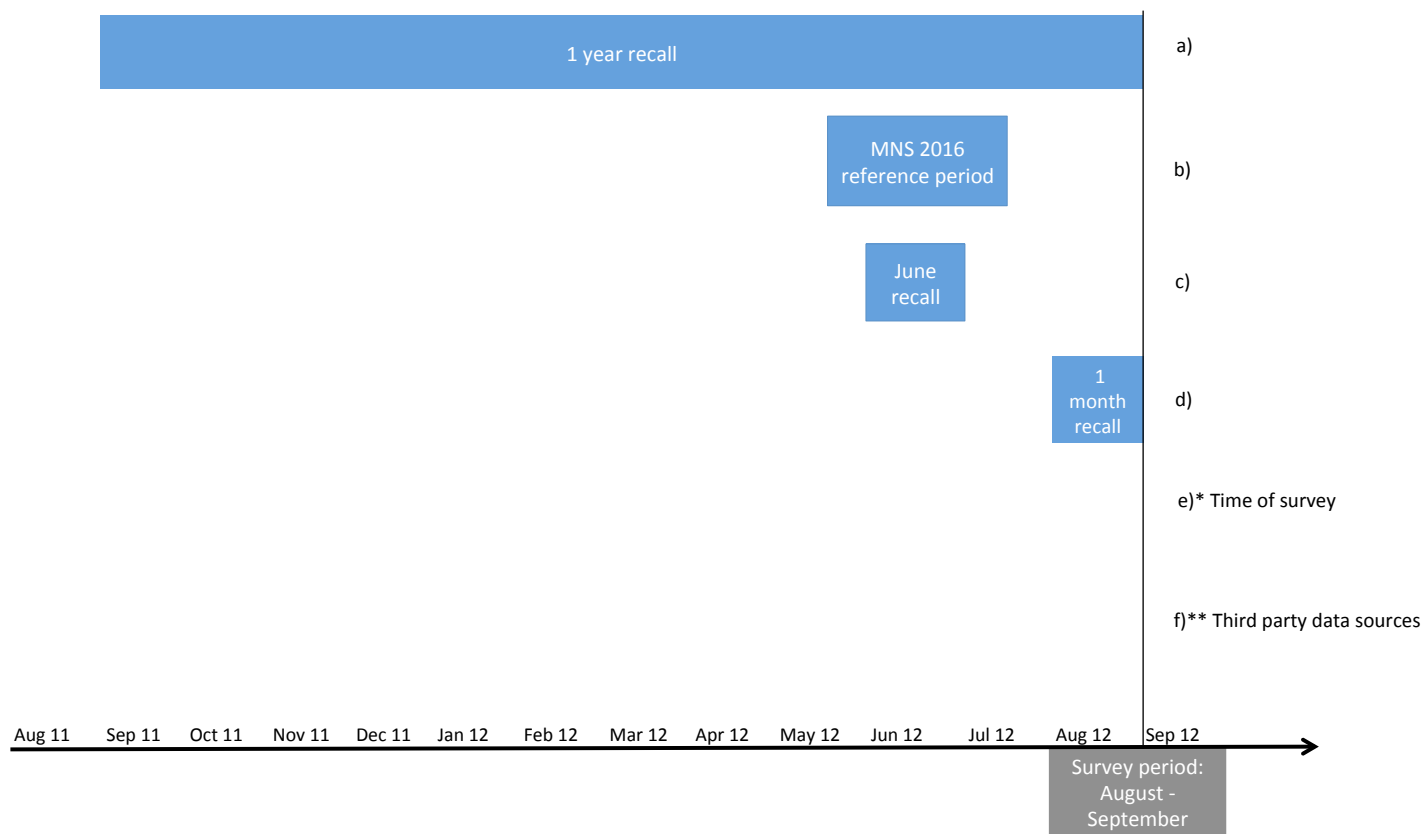 1 year recall
a)
MNS 2016
reference period
b)
June
recall
c)
1
month
recall
d)
e)* Time of survey
f)** Third party data sources
Aug 11 Sep 11 Oct 11 Nov 11 Dec 11 Jan 12 Feb 12 Mar 12 Apr 12 May 12 Jun 12 Jul 12 Aug 12 Sep 12
Survey period:
August -
September